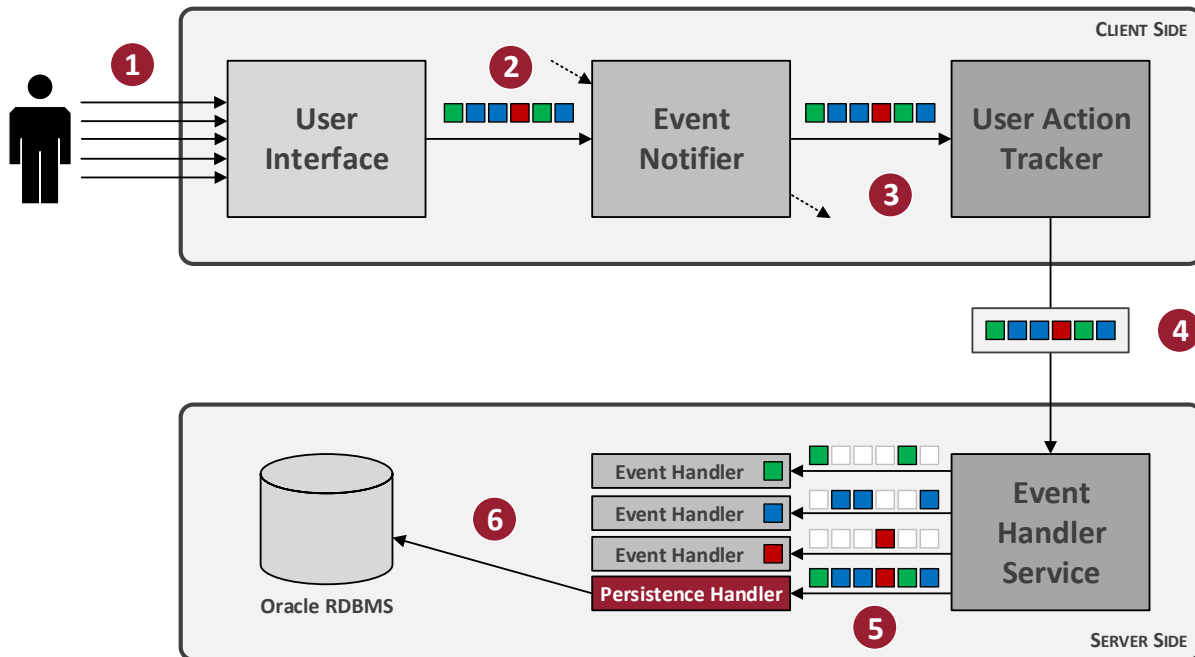 CLIENT SIDE
1
2
User
Interface
Event
Notifier
User Action
Tracker
3
4
Event Handler
Event Handler
Event Handler
Persistence Handler
Event
Handler
Service
6
Oracle RDBMS
5
SERVER SIDE